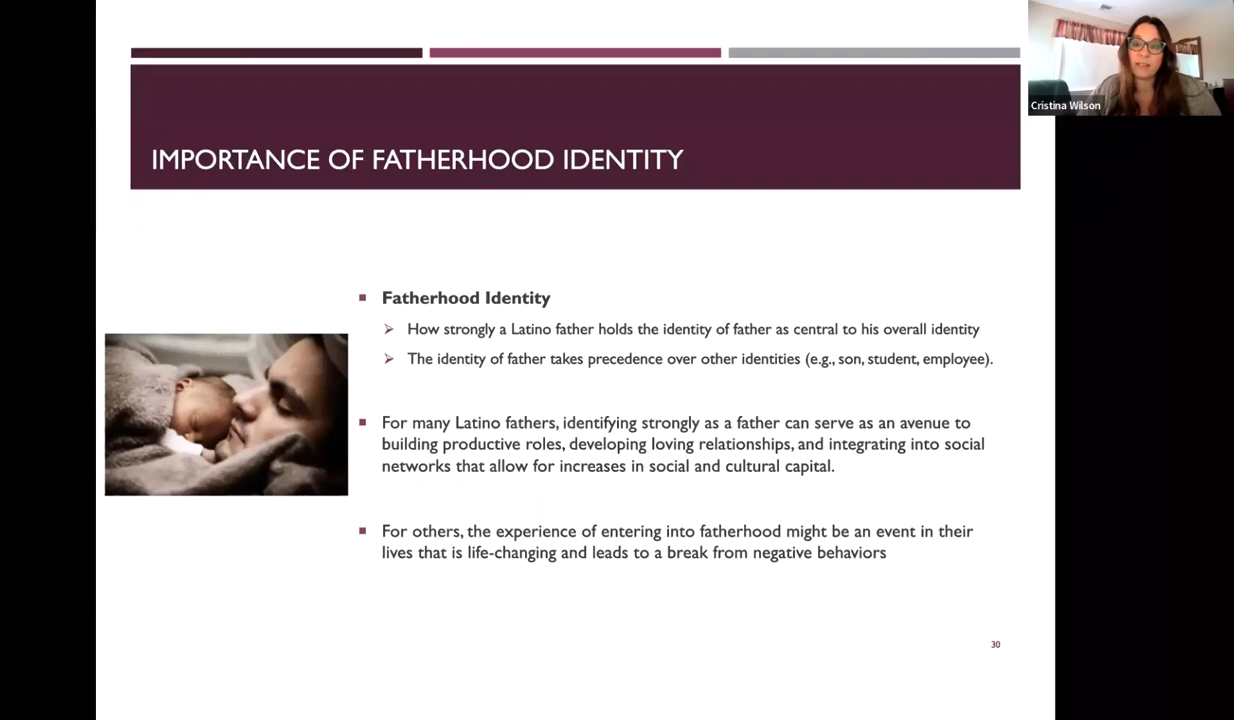 Cristina Wilson
IMPORTANCE OF FATHERHOOD IDENTITY
Fatherhood Identity
How strongly a Latino father holds the identity of father as central to his overall identity
The identity of father takes precedence over other identities (e.g., son, student, employee).
For many Latino fathers, identifying strongly as a father can serve as an avenue to
building productive roles, developing loving relationships, and integrating into social
networks that allow for increases in social and cultural capital.
For others, the experience of entering into fatherhood might be an event in their
lives that is life-changing and leads to a break from negative behaviors
30